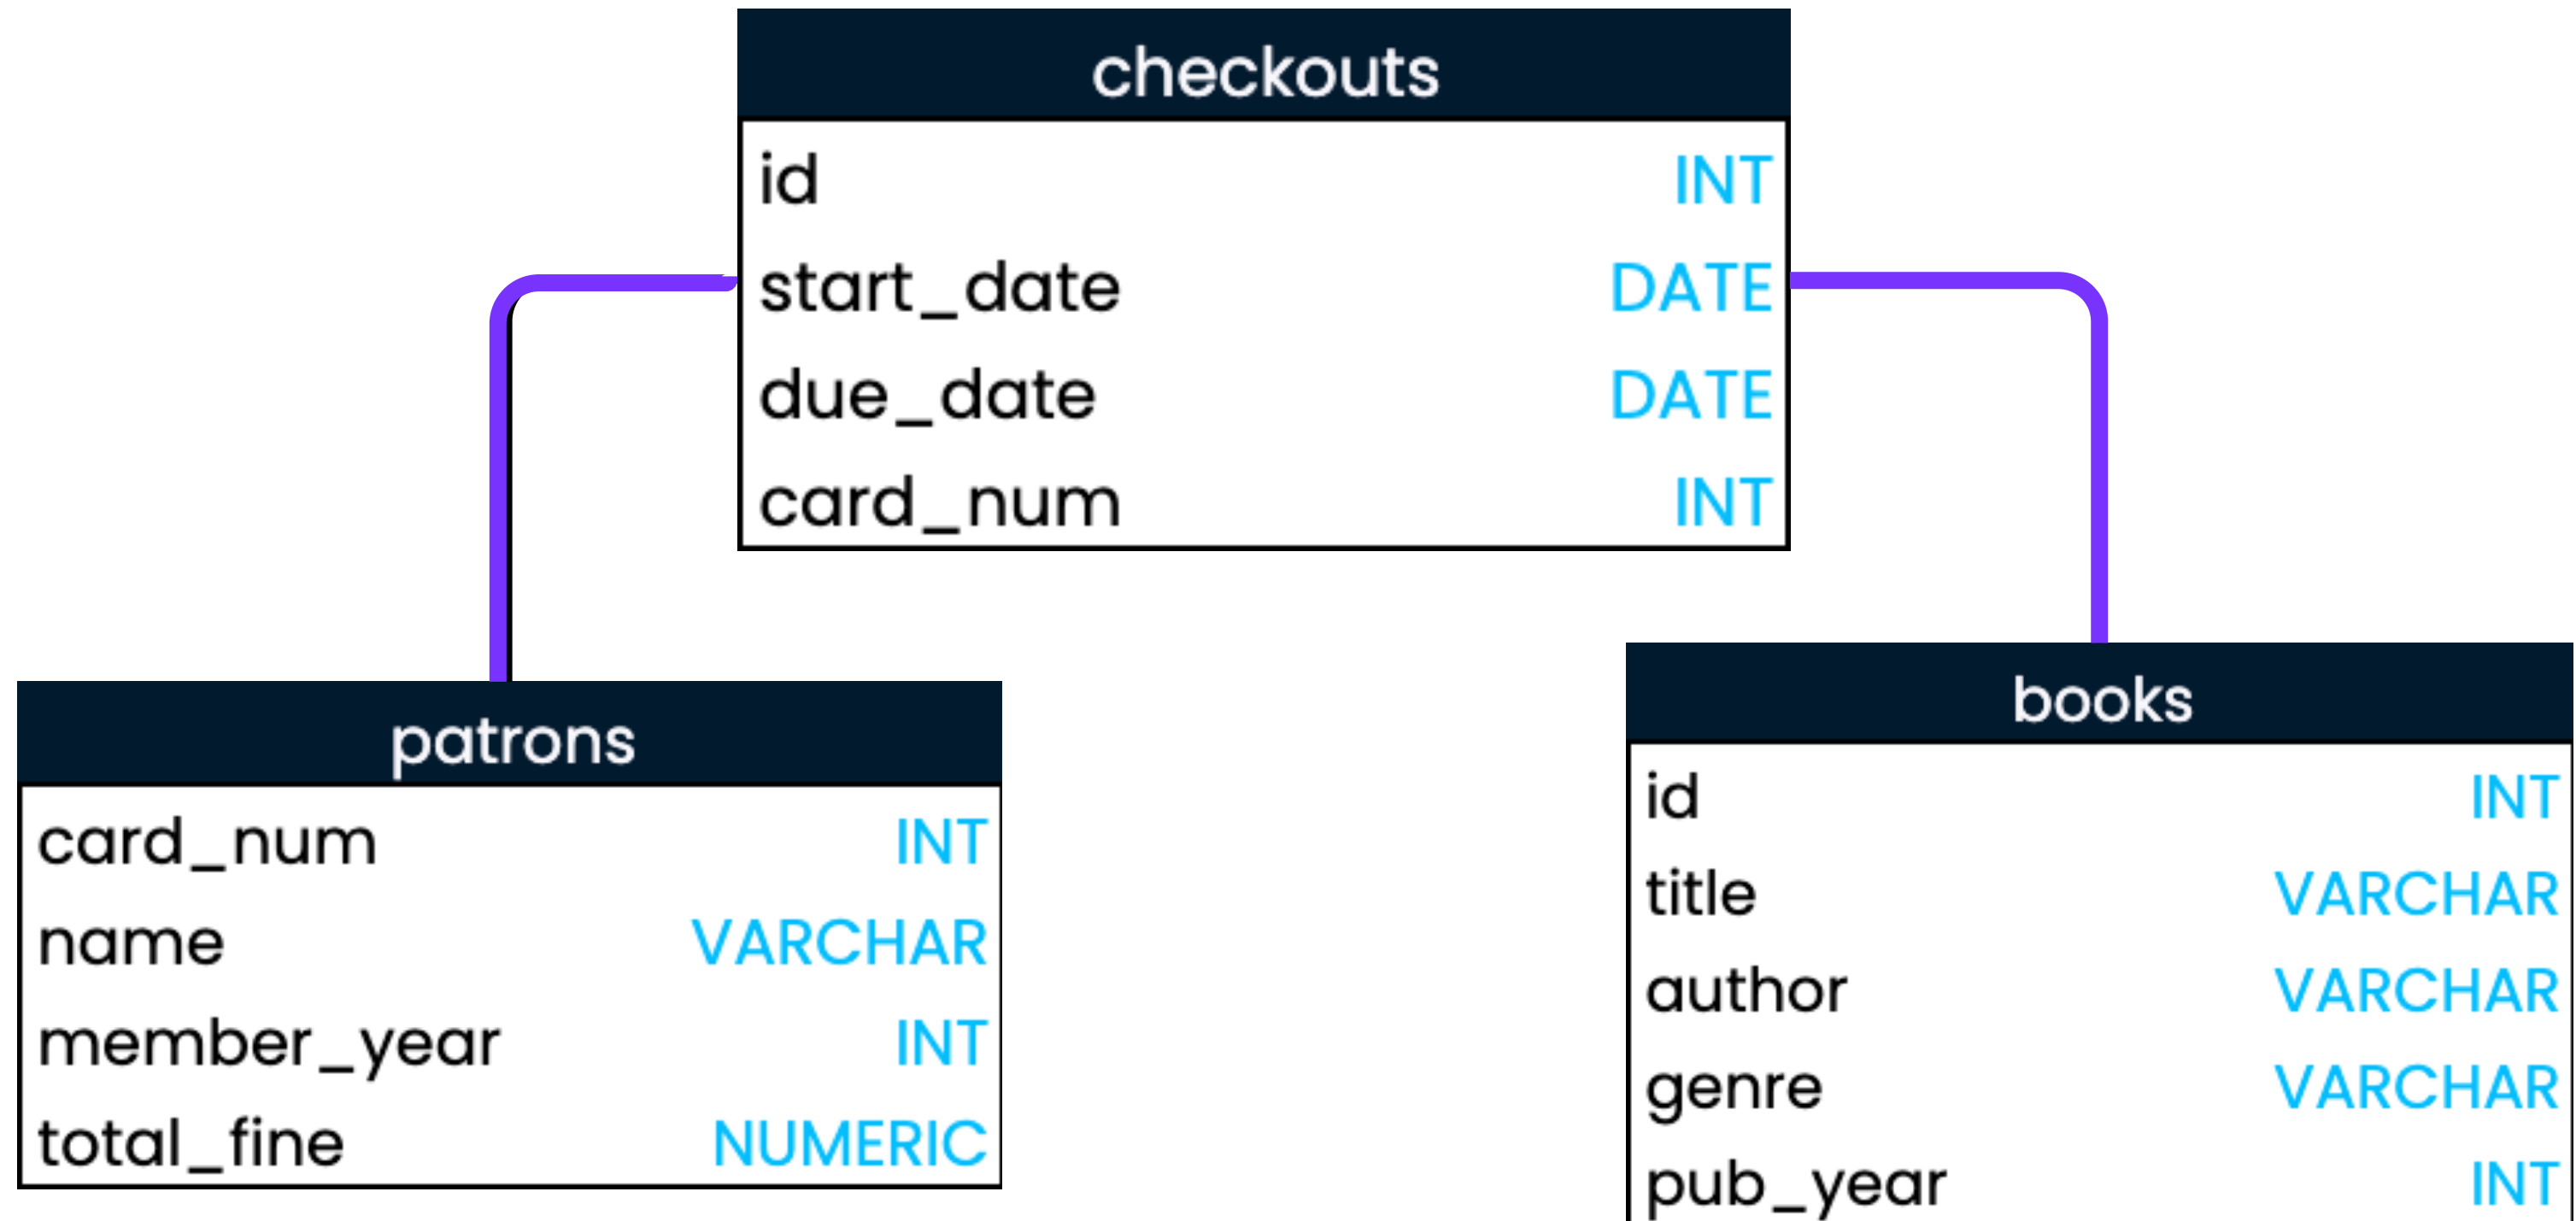 checkouts
id INT
start_date DATE
due_date DATE
card_num INT
patrons
card_num INT
name VARCHAR
member_year INT
total_fine NUMERIC
books
id INT
title VARCHAR
author VARCHAR
genre VARCHAR
pub_year INT